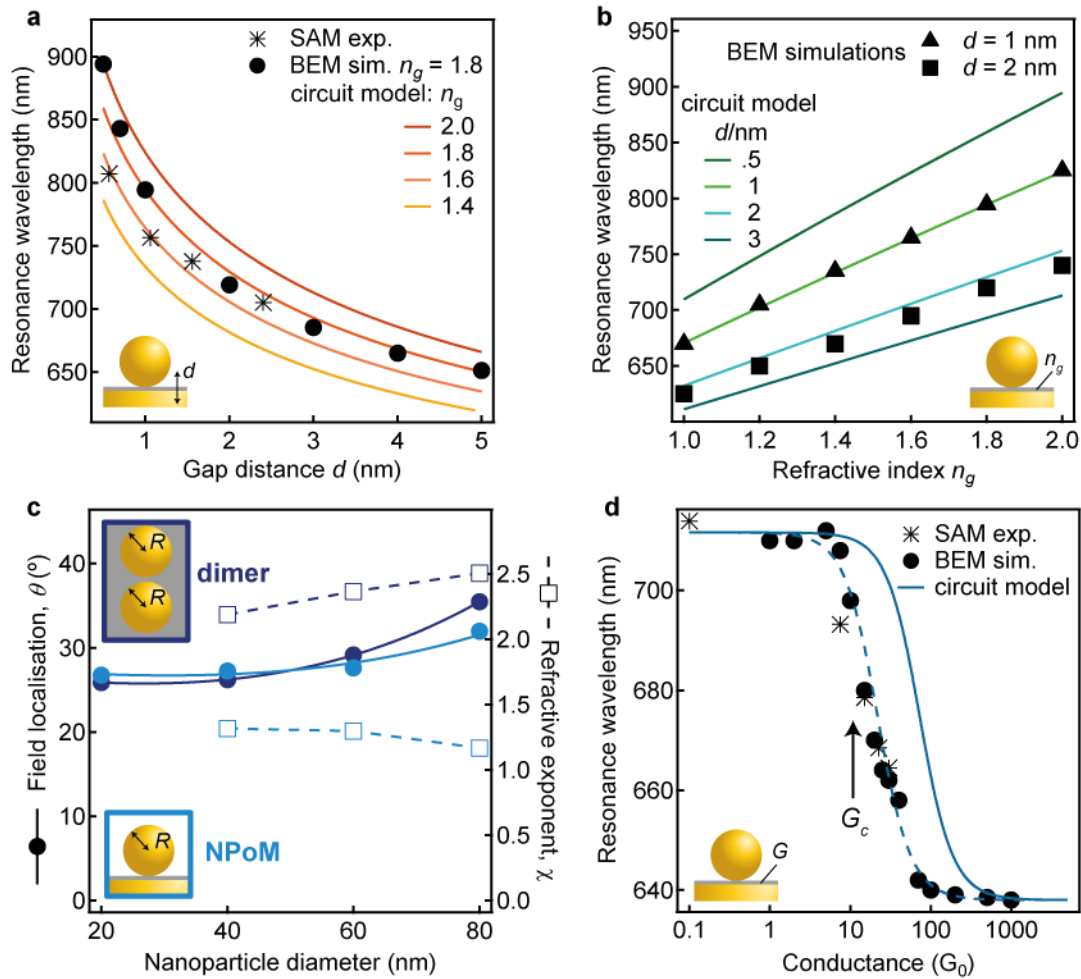 a
Resonance wavelength (nm)
900
850
800
750
700
650
SAM exp.
BEM sim. n_g = 1.8
circuit model: n_g
2.0
1.8
1.6
1.4
d
1
2
3
4
5
Gap distance d (nm)
b
Resonance wavelength (nm)
950
900
850
800
750
700
650
BEM simulations
d = 1 nm
d = 2 nm
circuit model
d/nm
.5
1
2
3
n_g
1.0
1.2
1.4
1.6
1.8
2.0
Refractive index n_g
c
Field localisation, θ (º)
40
30
20
10
0
R
R
dimer
R
NPoM
2.5
2.0
1.5
1.0
0.5
0.0
Refractive exponent, χ
20
40
60
80
Nanoparticle diameter (nm)
d
Resonance wavelength (nm)
700
680
660
640
SAM exp.
BEM sim.
circuit model
G_c
G
0.1
1
10
100
1000
Conductance (G₀)